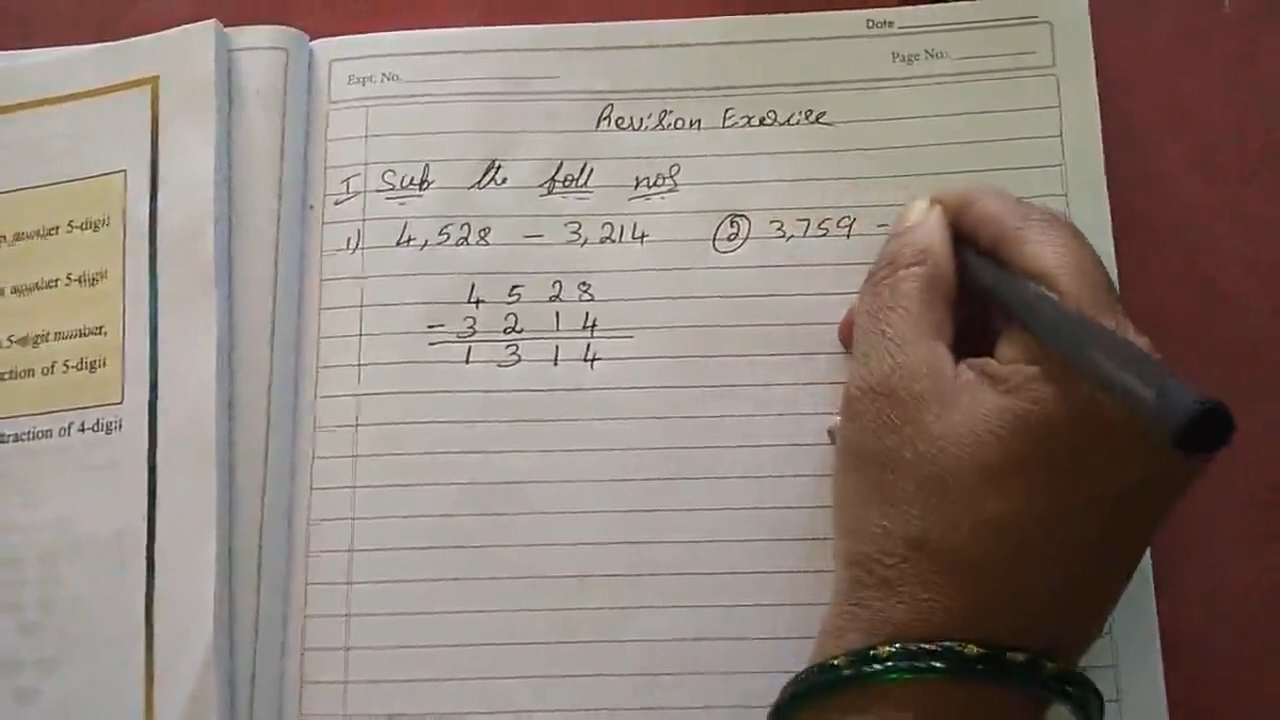 5-digit
5-digit
5-digit number,
ction of 5-digit
traction of 4-digit
Date
Page No:
Expt. No.
Revision Exercise
I Sub the foll nos
1) 4,528 - 3,214 ② 3,759 -
4 5 2 8
- 3 2 1 4
1 3 1 4